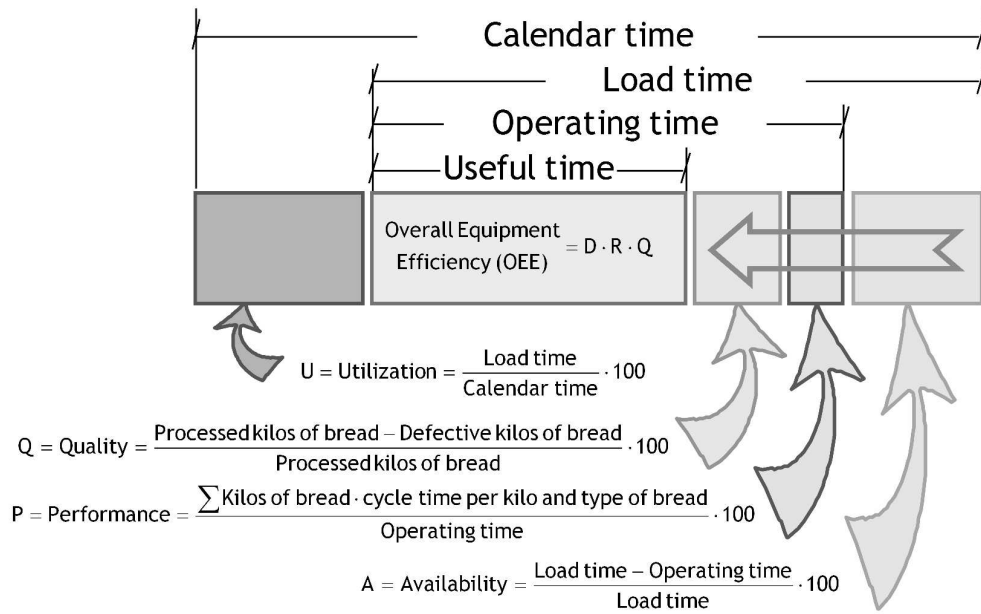 Calendar time
Load time
Operating time
Useful time
Overall Equipment
Efficiency (OEE) = D · R · Q
U = Utilization = Load time / Calendar time · 100
Q = Quality = Processed kilos of bread – Defective kilos of bread / Processed kilos of bread · 100
P = Performance = ∑ Kilos of bread · cycle time per kilo and type of bread / Operating time · 100
A = Availability = Load time – Operating time / Load time · 100